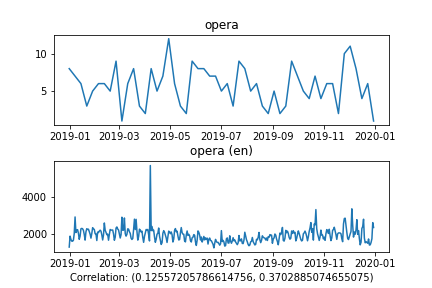 opera
10
5
2019-01 2019-03 2019-05 2019-07 2019-09 2019-11 2020-01
opera (en)
4000
2000
2019-01 2019-03 2019-05 2019-07 2019-09 2019-11 2020-01
Correlation: (0.12557205786614756, 0.3702885074655075)